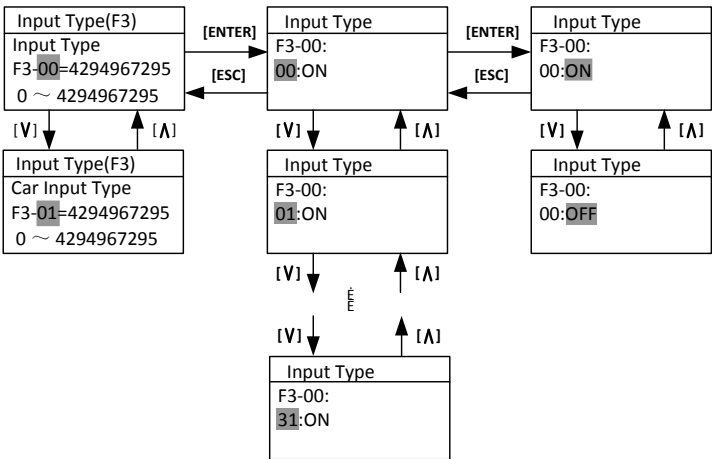 Input Type(F3)
Input Type
F3-00=4294967295
0 ～ 4294967295
[ENTER]
[ESC]
Input Type
F3-00:
00:ON
[ENTER]
[ESC]
Input Type
F3-00:
00:ON
[V]
[Λ]
[V]
[Λ]
[V]
[Λ]
Input Type(F3)
Car Input Type
F3-01=4294967295
0 ～ 4294967295
Input Type
F3-00:
01:ON
Input Type
F3-00:
00:OFF
[V]
[Λ]
Ė
E
[V]
[Λ]
Input Type
F3-00:
31:ON